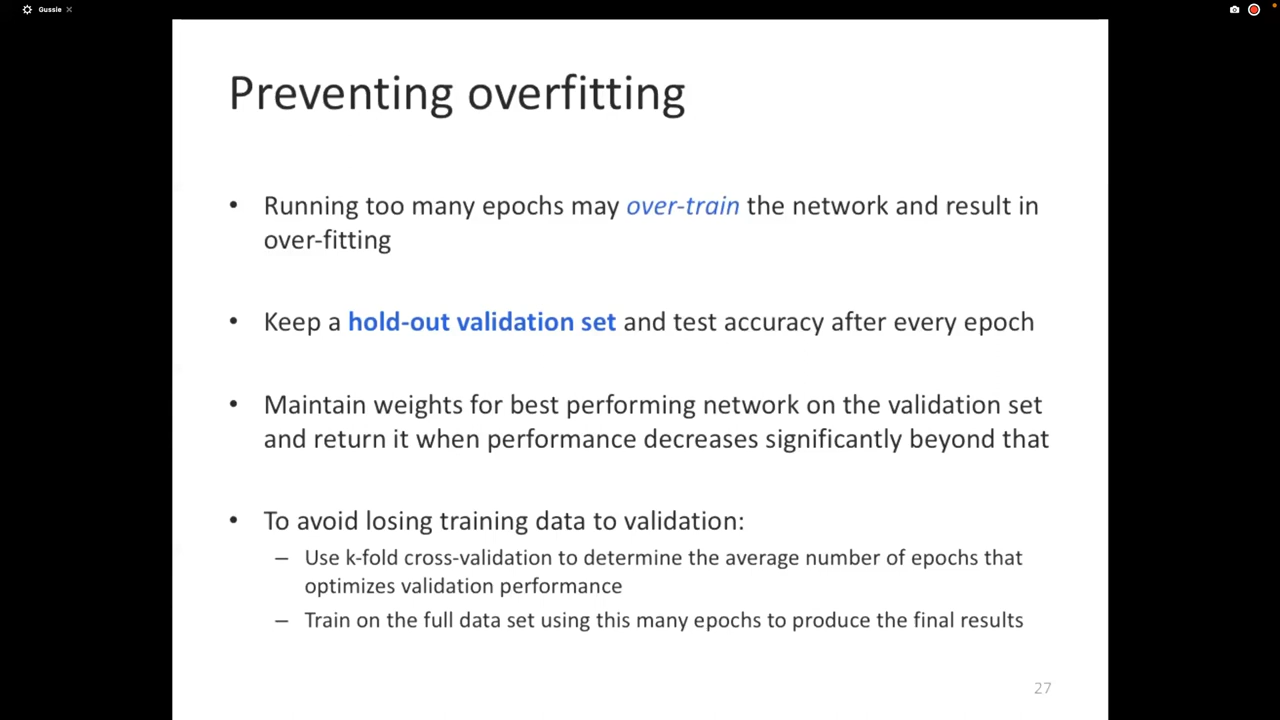 Gussie
Preventing overfitting
• Running too many epochs may over-train the network and result in
over-fitting
• Keep a hold-out validation set and test accuracy after every epoch
• Maintain weights for best performing network on the validation set
and return it when performance decreases significantly beyond that
• To avoid losing training data to validation:
– Use k-fold cross-validation to determine the average number of epochs that
optimizes validation performance
– Train on the full data set using this many epochs to produce the final results
27